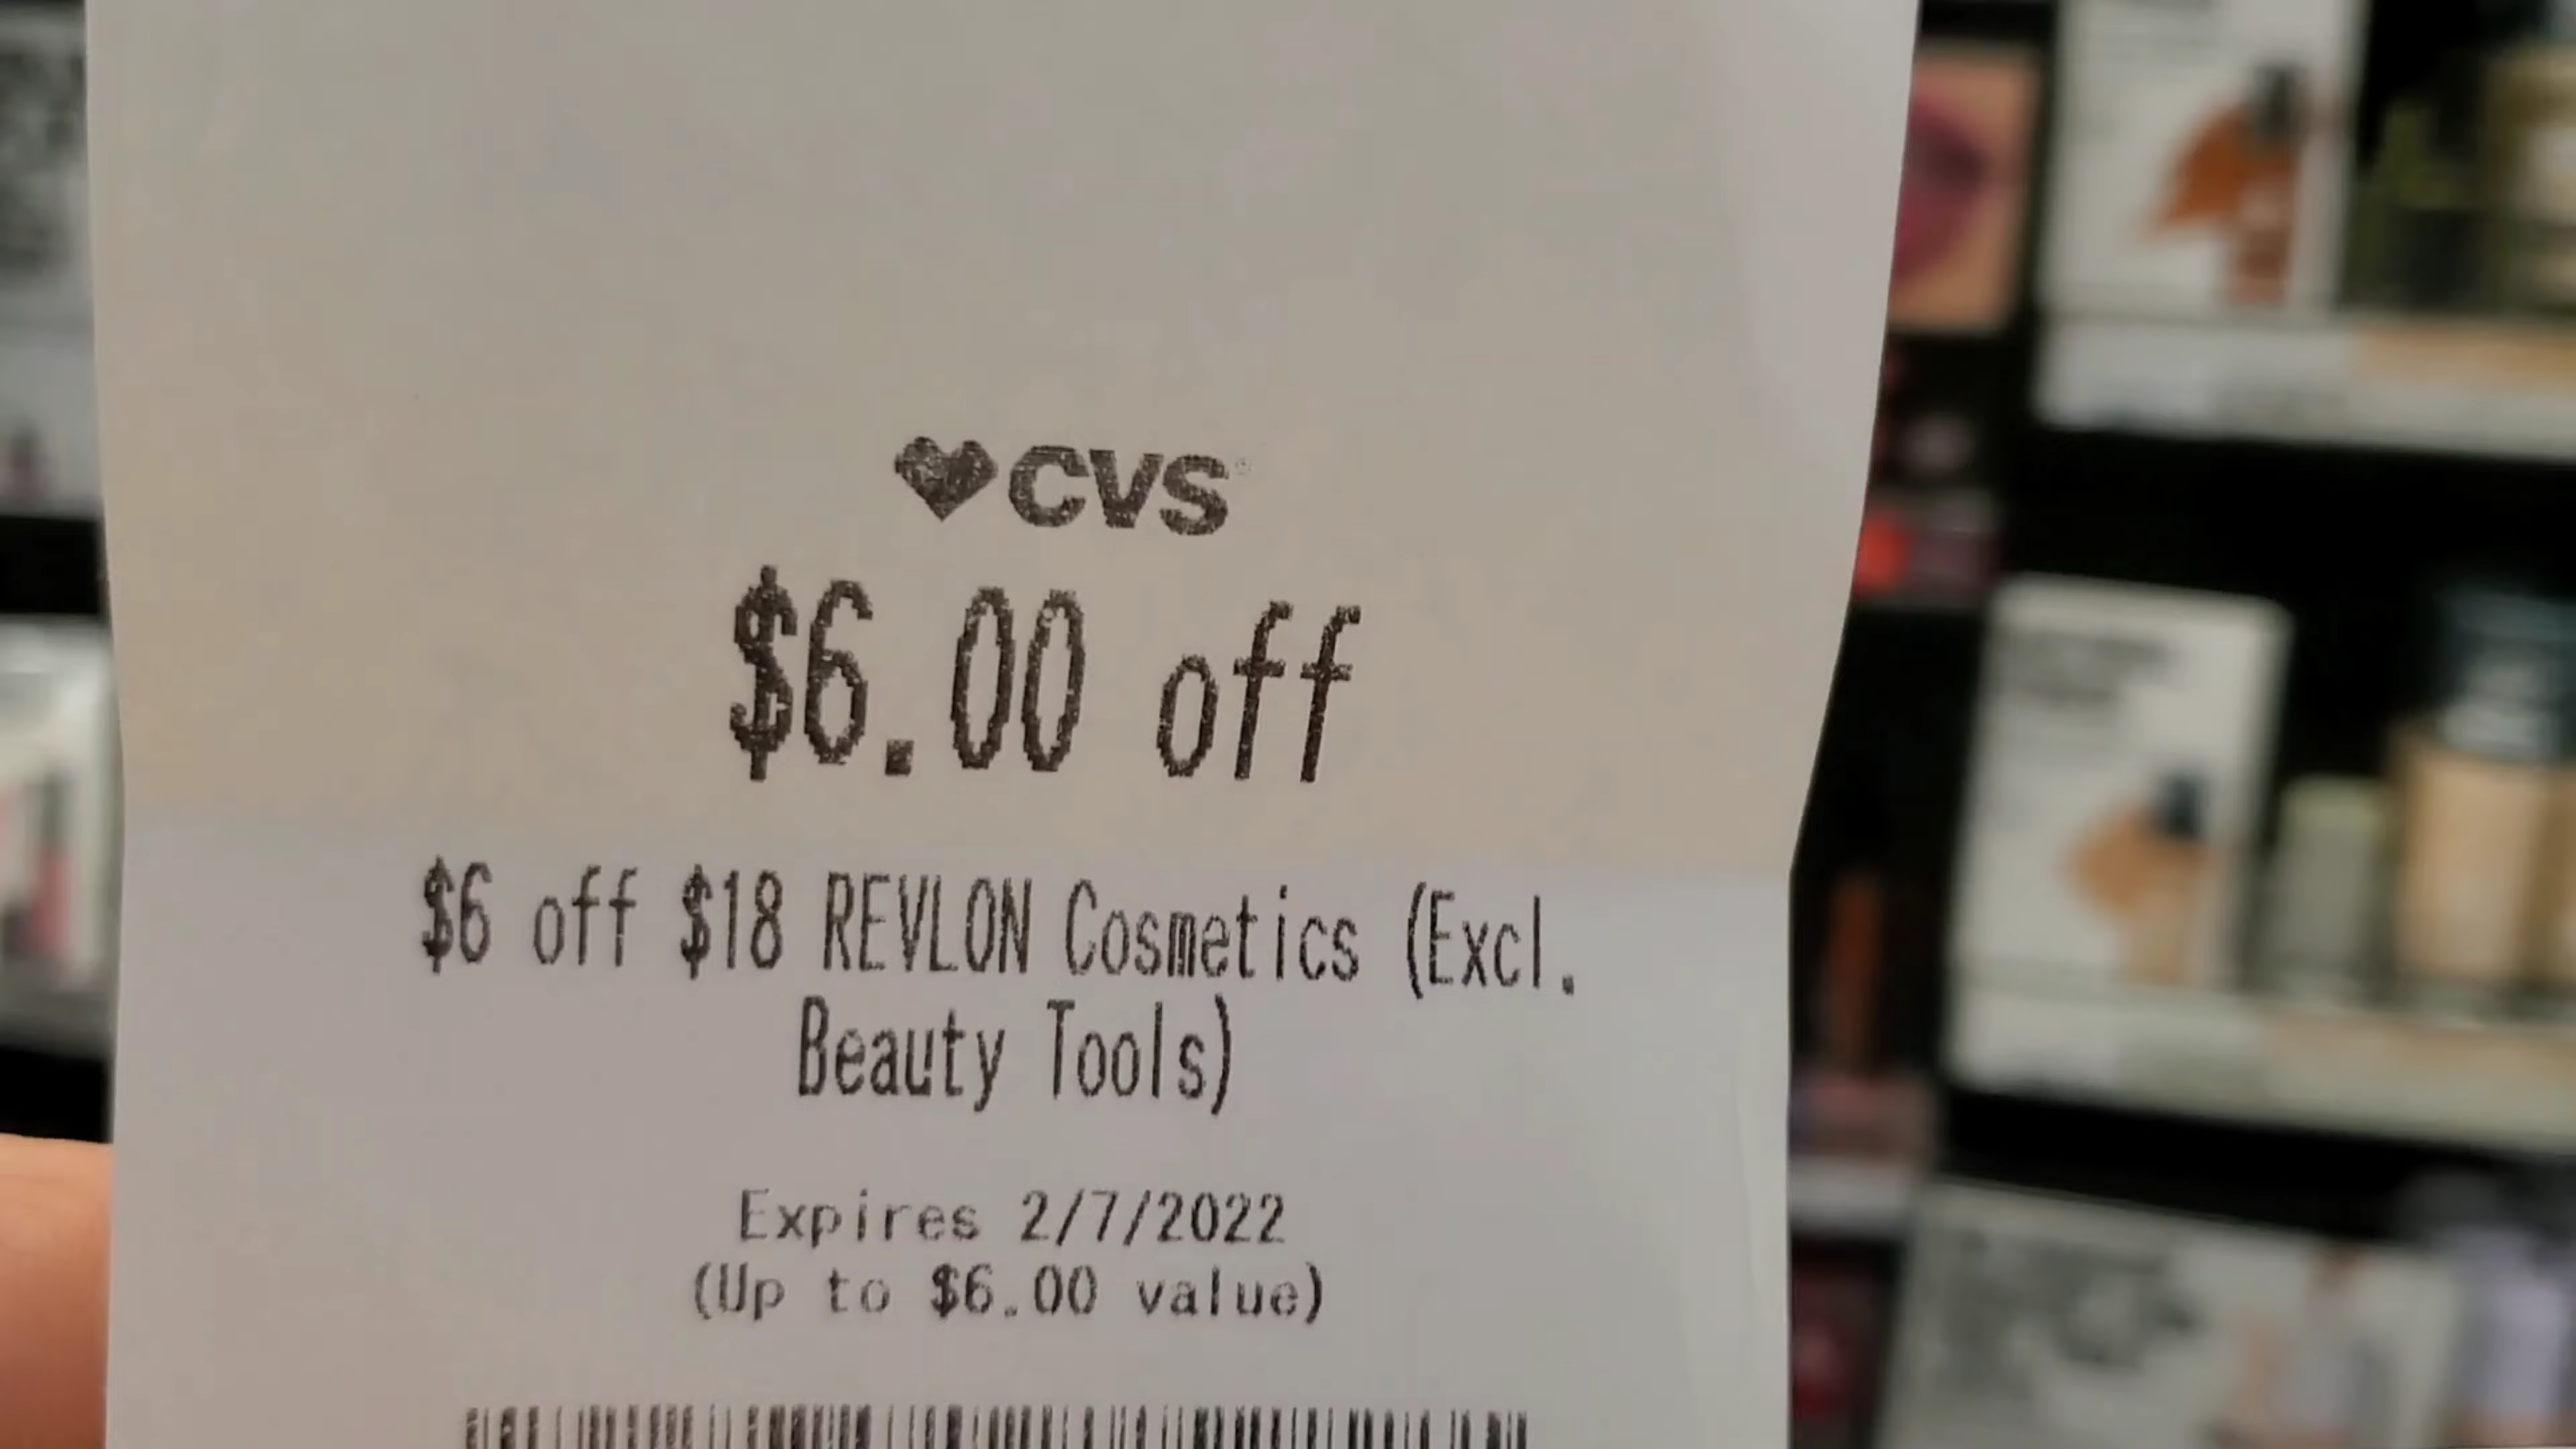 CVS
$6.00 off
$6 off $18 REVLON Cosmetics (Excl.
Beauty Tools)
Expires 2/7/2022
(Up to $6.00 value)